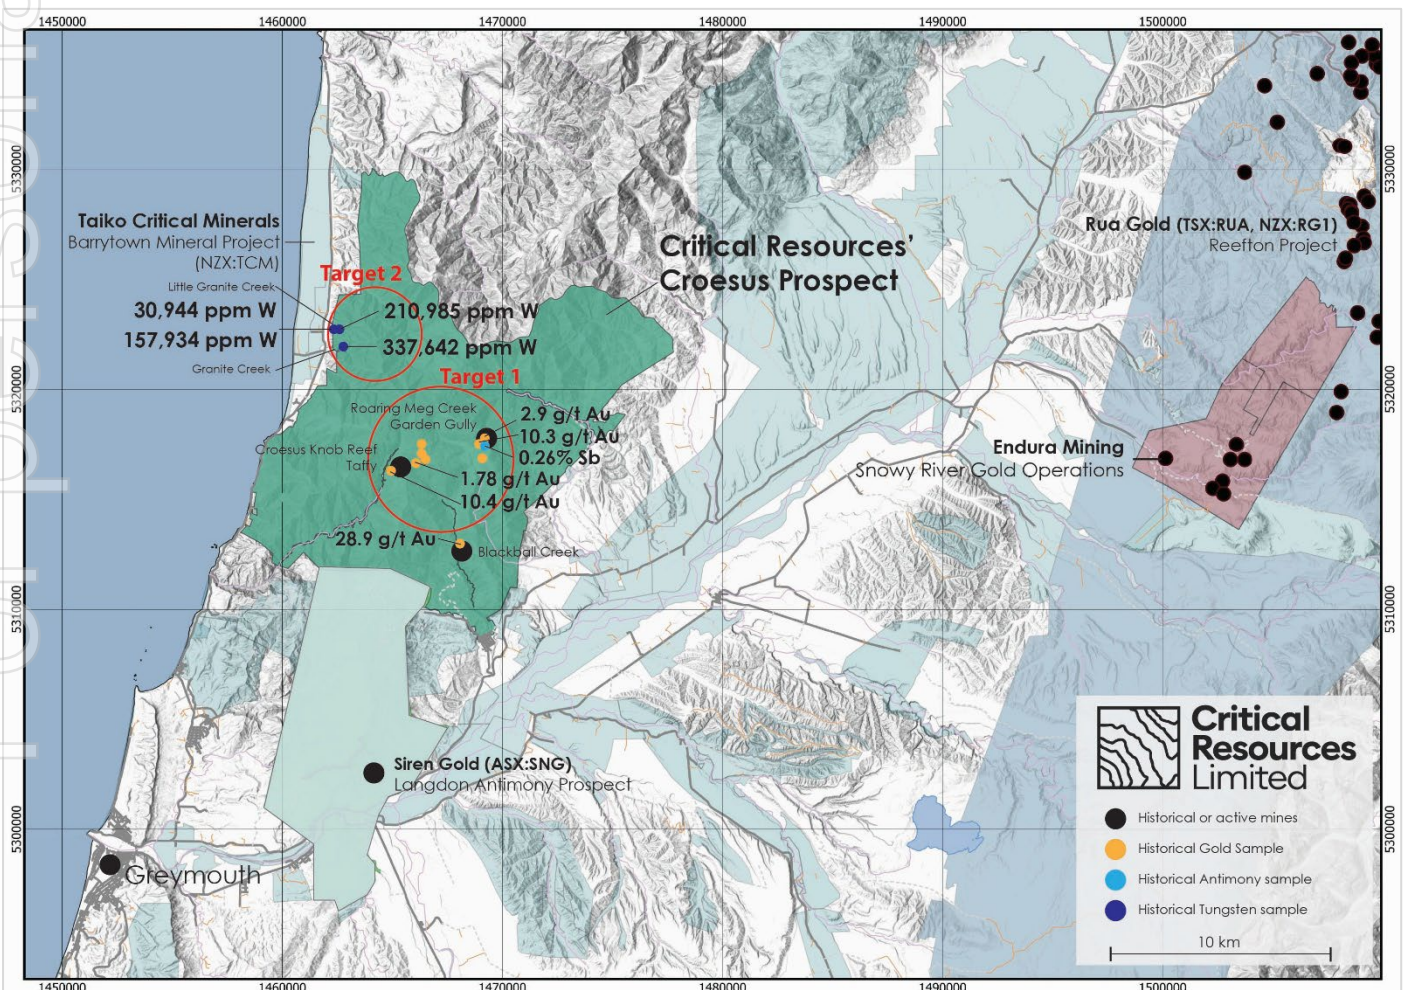 1450000
1460000
1470000
1480000
1490000
1500000
5330000
5330000
Taiko Critical Minerals
Barrytown Mineral Project
(NZX:TCM)
Target 2
Little Granite Creek
30,944 ppm W
210,985 ppm W
157,934 ppm W
337,642 ppm W
Granite Creek
Critical Resources'
Croesus Prospect
Rua Gold (TSX:RUA, NZX:RG1)
Reefton Project
5320000
5320000
Target 1
Roaring Meg Creek
Garden Gully
2.9 g/t Au
10.3 g/t Au
0.26% Sb
Croesus Knob Reef
Taffy
1.78 g/t Au
10.4 g/t Au
28.9 g/t Au
Blackball Creek
Endura Mining
Snowy River Gold Operations
5310000
5310000
Siren Gold (ASX:SNG)
Langdon Antimony Prospect
5300000
5300000
Greymouth
Critical
Resources
Limited
Historical or active mines
Historical Gold Sample
Historical Antimony sample
Historical Tungsten sample
10 km
1450000
1460000
1470000
1480000
1490000
1500000